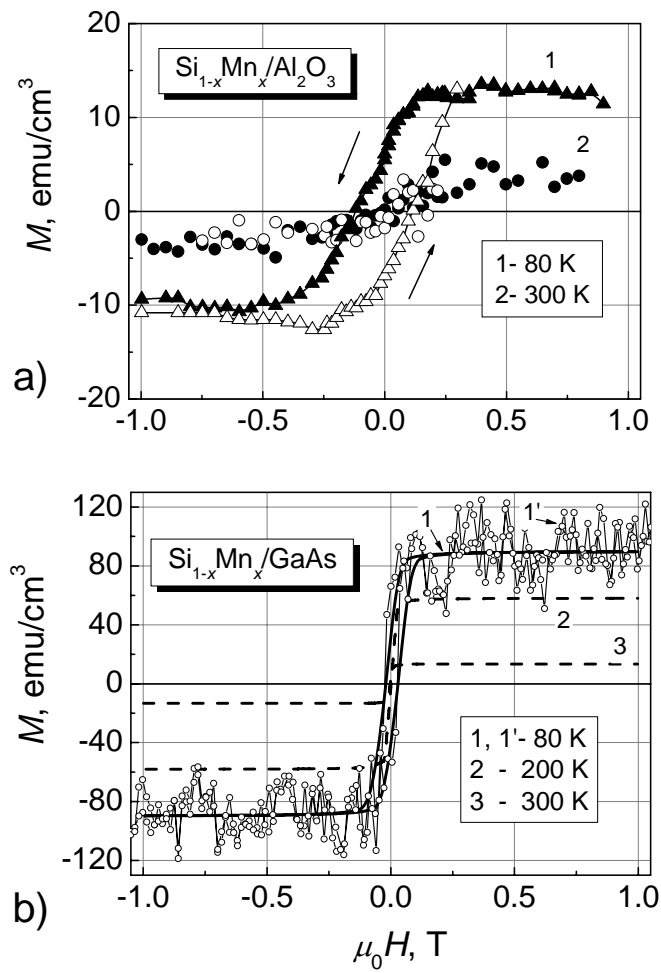 20
10
0
-10
-20
M, emu/cm³
Si₁₋ₓMnₓ/Al₂O₃
1
2
1- 80 K
2- 300 K
a)
-1.0 -0.5 0.0 0.5 1.0
120
80
40
0
-40
-80
-120
M, emu/cm³
Si₁₋ₓMnₓ/GaAs
1 1'
2
3
1, 1'- 80 K
2 - 200 K
3 - 300 K
b)
-1.0 -0.5 0.0 0.5 1.0
μ₀H, T